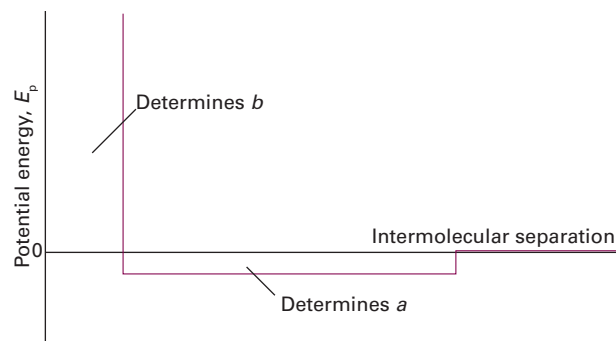 Potential energy, Eₚ
Determines b
0
Intermolecular separation
Determines a